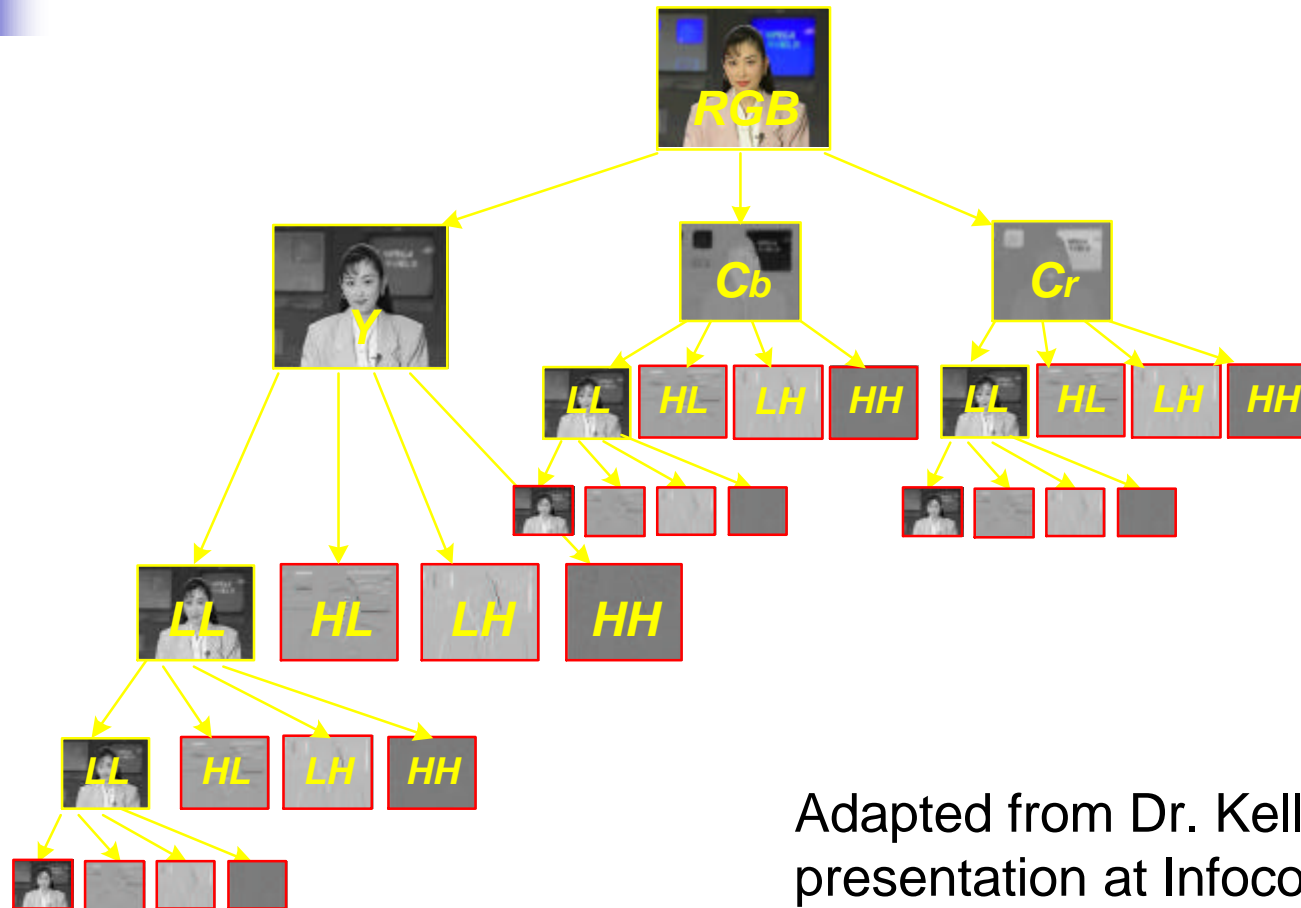 RGB
Y
Cb
Cr
LL HL LH HH
LL HL LH HH
LL HL LH HH
LL HL LH HH
Adapted from Dr. Kell
presentation at Infoco